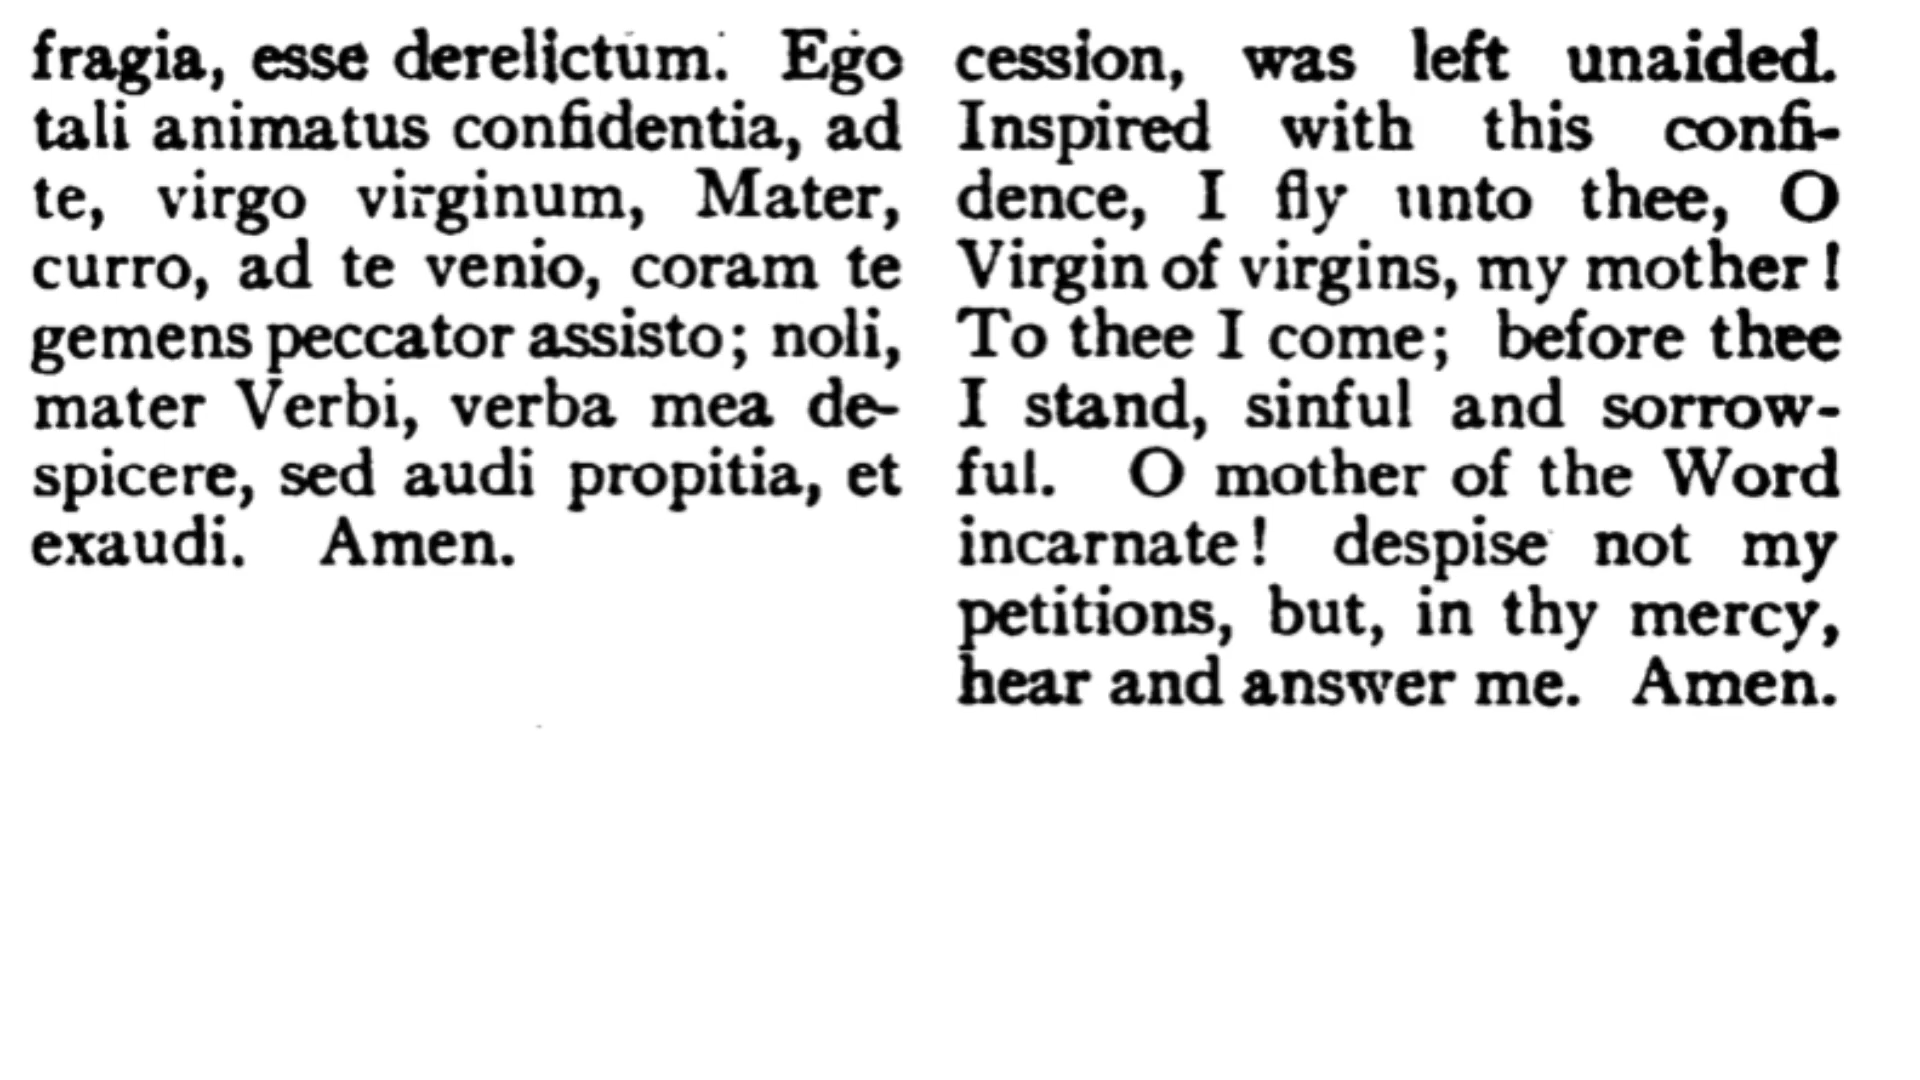 fragia, esse derelictum. Ego
tali animatus confidentia, ad
te, virgo virginum, Mater,
curro, ad te venio, coram te
gemens peccator assisto; noli,
mater Verbi, verba mea de-
spicere, sed audi propitia, et
exaudi. Amen.
cession, was left unaided.
Inspired with this confi-
dence, I fly unto thee, O
Virgin of virgins, my mother!
To thee I come; before thee
I stand, sinful and sorrow-
ful. O mother of the Word
incarnate! despise not my
petitions, but, in thy mercy,
hear and answer me. Amen.